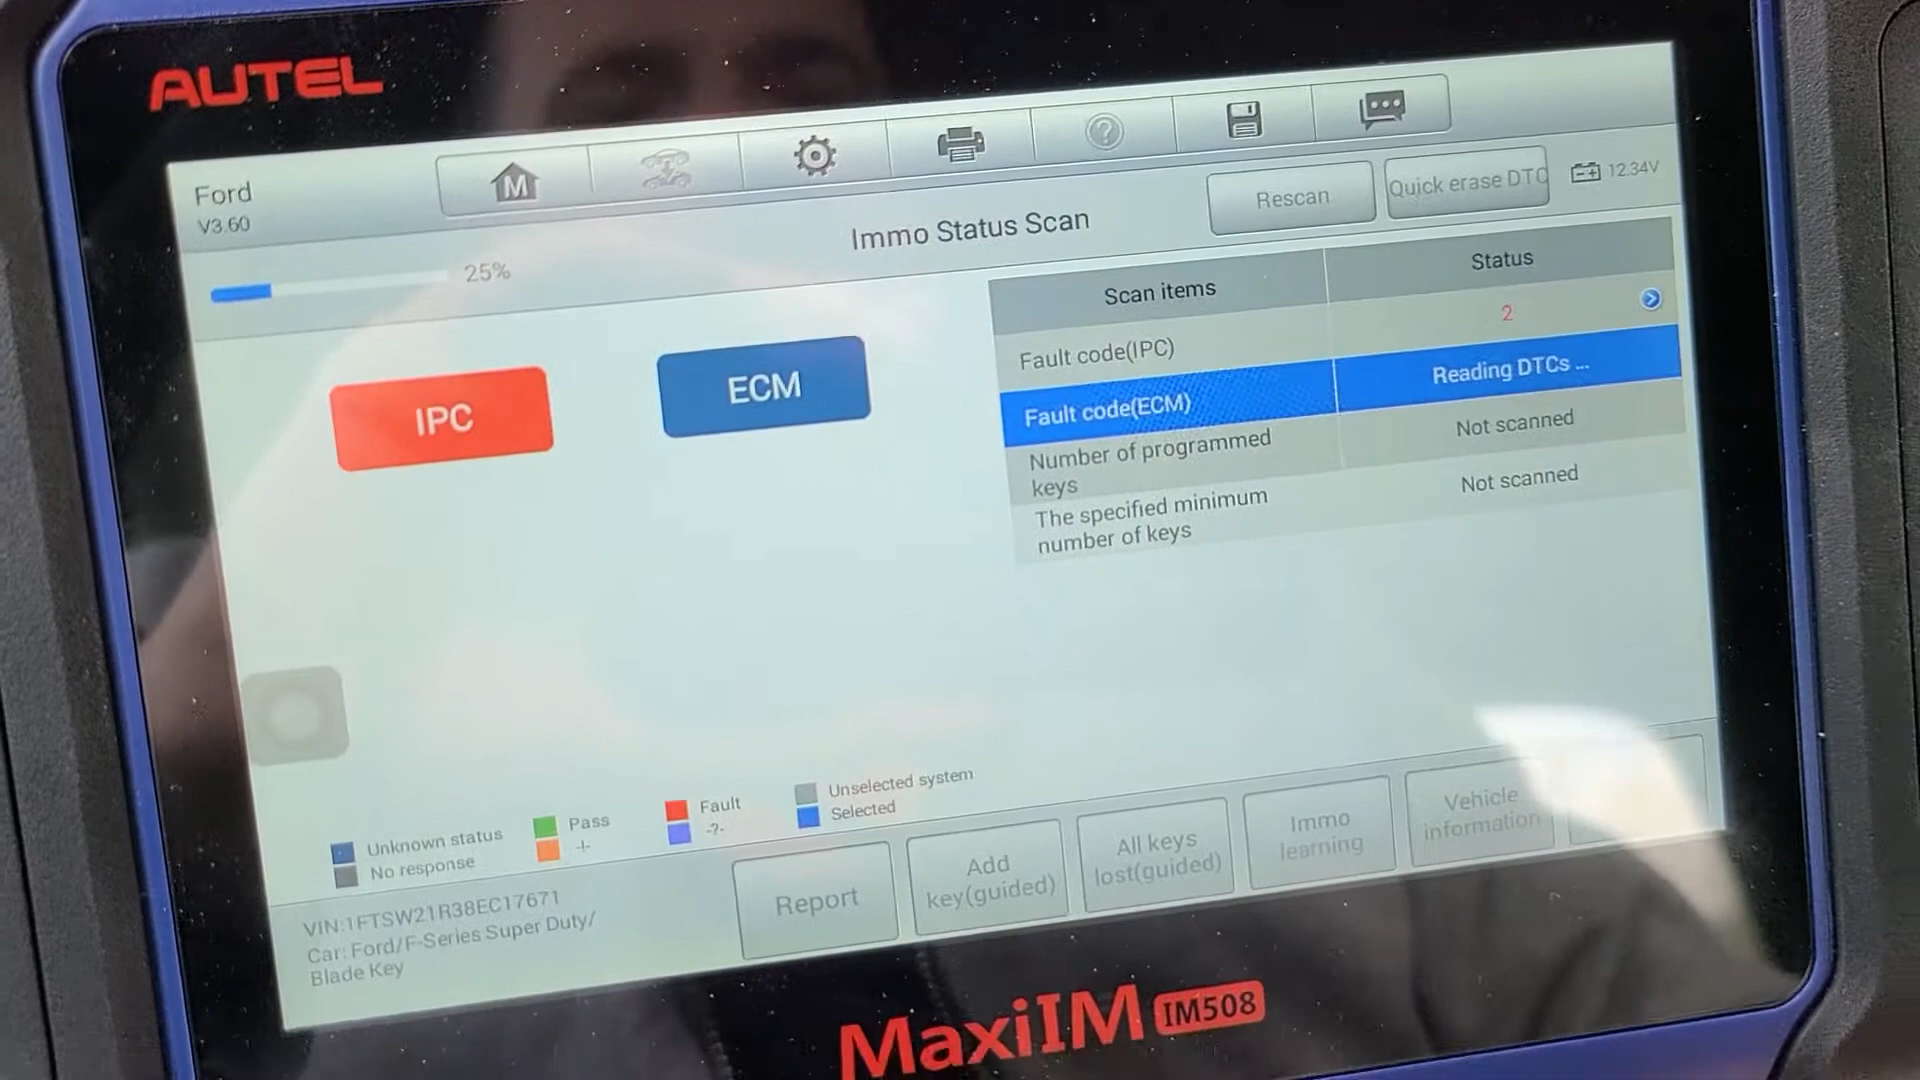 AUTEL
M
Ford
V3.60
Immo Status Scan
Rescan
Quick erase DTC
12.34V
25%
IPC
ECM
Scan items
Status
Fault code(IPC)
2
Fault code(ECM)
Reading DTCs ...
Number of programmed
keys
Not scanned
The specified minimum
number of keys
Not scanned
Unknown status
No response
Pass
-!-
Fault
-?-
Unselected system
Selected
VIN:1FTSW21R38EC17671
Car: Ford/F-Series Super Duty/
Blade Key
Report
Add
key(guided)
All keys
lost(guided)
Immo
learning
Vehicle
information
MaxiIM IM508